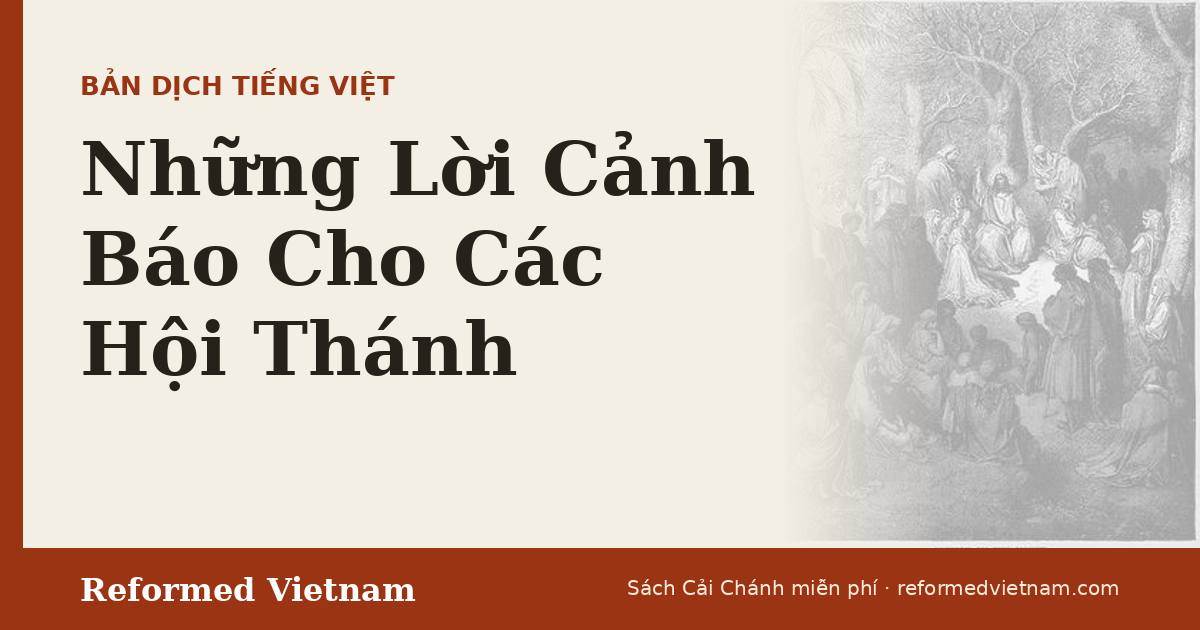 BẢN DỊCH TIẾNG VIỆT
Những Lời Cảnh
Báo Cho Các
Hội Thánh
Reformed Vietnam
Sách Cải Chánh miễn phí · reformedvietnam.com